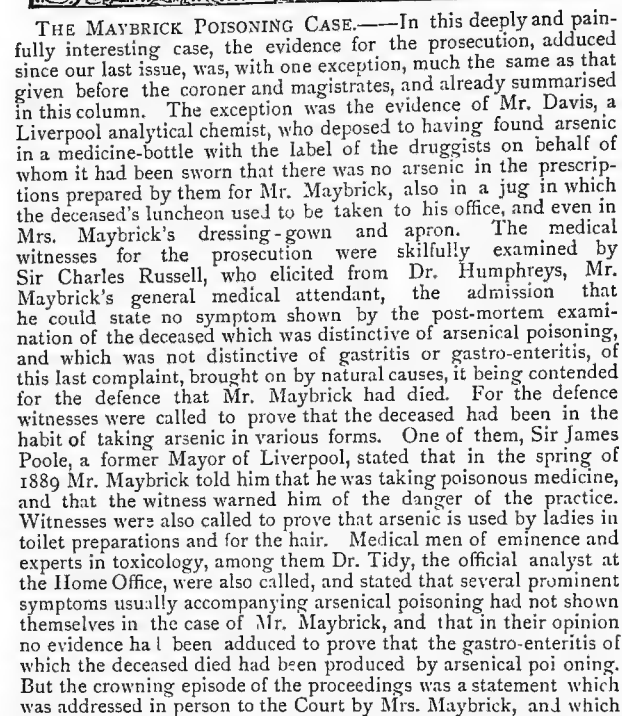 THE MAYBRICK POISONING CASE.——In this deeply and pain-
fully interesting case, the evidence for the prosecution, adduced
since our last issue, was, with one exception, much the same as that
given before the coroner and magistrates, and already summarised
in this column. The exception was the evidence of Mr. Davis, a
Liverpool analytical chemist, who deposed to having found arsenic
in a medicine-bottle with the label of the druggists on behalf of
whom it had been sworn that there was no arsenic in the prescrip-
tions prepared by them for Mr. Maybrick, also in a jug in which
the deceased's luncheon used to be taken to his office, and even in
Mrs. Maybrick's dressing-gown and apron. The medical
witnesses for the prosecution were skilfully examined by
Sir Charles Russell, who elicited from Dr. Humphreys, Mr.
Maybrick's general medical attendant, the admission that
he could state no symptom shown by the post-mortem exami-
nation of the deceased which was distinctive of arsenical poisoning,
and which was not distinctive of gastritis or gastro-enteritis, of
this last complaint, brought on by natural causes, it being contended
for the defence that Mr. Maybrick had died. For the defence
witnesses were called to prove that the deceased had been in the
habit of taking arsenic in various forms. One of them, Sir James
Poole, a former Mayor of Liverpool, stated that in the spring of
1889 Mr. Maybrick told him that he was taking poisonous medicine,
and that the witness warned him of the danger of the practice.
Witnesses were also called to prove that arsenic is used by ladies in
toilet preparations and for the hair. Medical men of eminence and
experts in toxicology, among them Dr. Tidy, the official analyst at
the Home Office, were also called, and stated that several prominent
symptoms usually accompanying arsenical poisoning had not shown
themselves in the case of Mr. Maybrick, and that in their opinion
no evidence had been adduced to prove that the gastro-enteritis of
which the deceased died had been produced by arsenical poi oning.
But the crowning episode of the proceedings was a statement which
was addressed in person to the Court by Mrs. Maybrick, and which